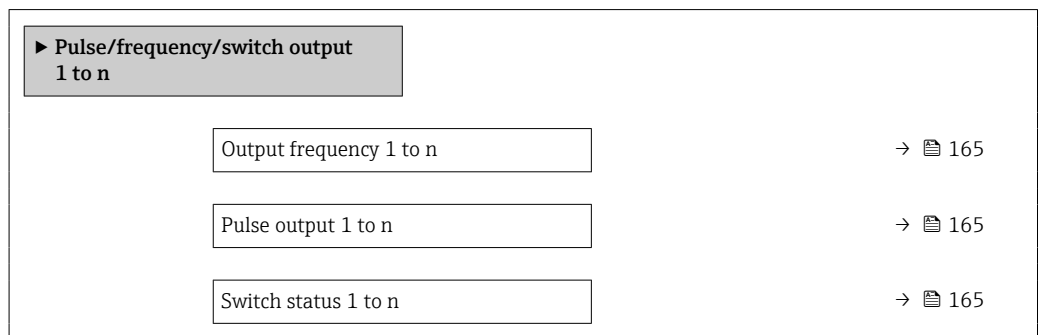 ▶ Pulse/frequency/switch output
1 to n
Output frequency 1 to n → 165
Pulse output 1 to n → 165
Switch status 1 to n → 165